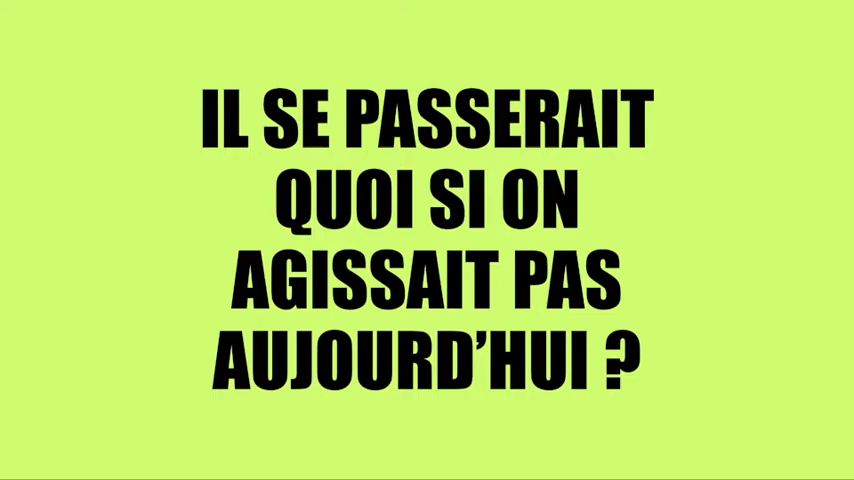 IL SE PASSERAIT
QUOI SI ON
AGISSAIT PAS
AUJOURD’HUI ?